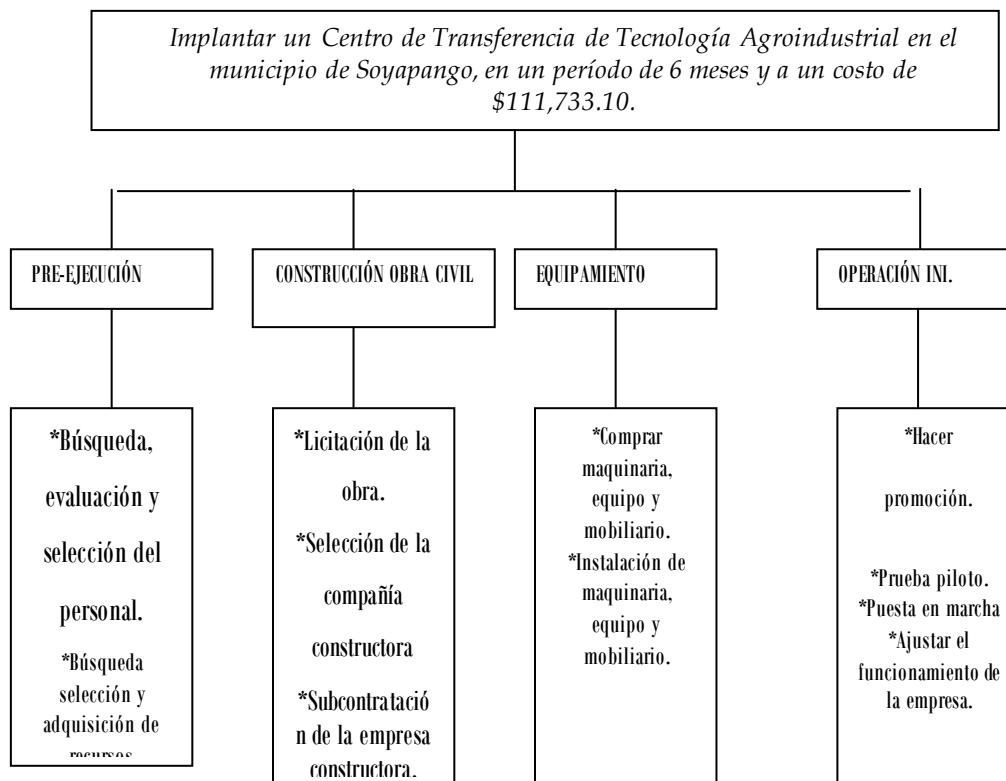 Implantar un Centro de Transferencia de Tecnología Agroindustrial en el
municipio de Soyapango, en un período de 6 meses y a un costo de
$111,733.10.
PRE-EJECUCIÓN
CONSTRUCCIÓN OBRA CIVIL
EQUIPAMIENTO
OPERACIÓN INI.
*Búsqueda,
evaluación y
selección del
personal.
*Búsqueda
selección y
adquisición de
recursos
*Licitación de la
obra.
*Selección de la
compañía
constructora
*Subcontratació
n de la empresa
constructora.
*Comprar
maquinaria,
equipo y
mobiliario.
*Instalación de
maquinaria,
equipo y
mobiliario.
*Hacer
promoción.
*Prueba piloto.
*Puesta en marcha
*Ajustar el
funcionamiento de
la empresa.